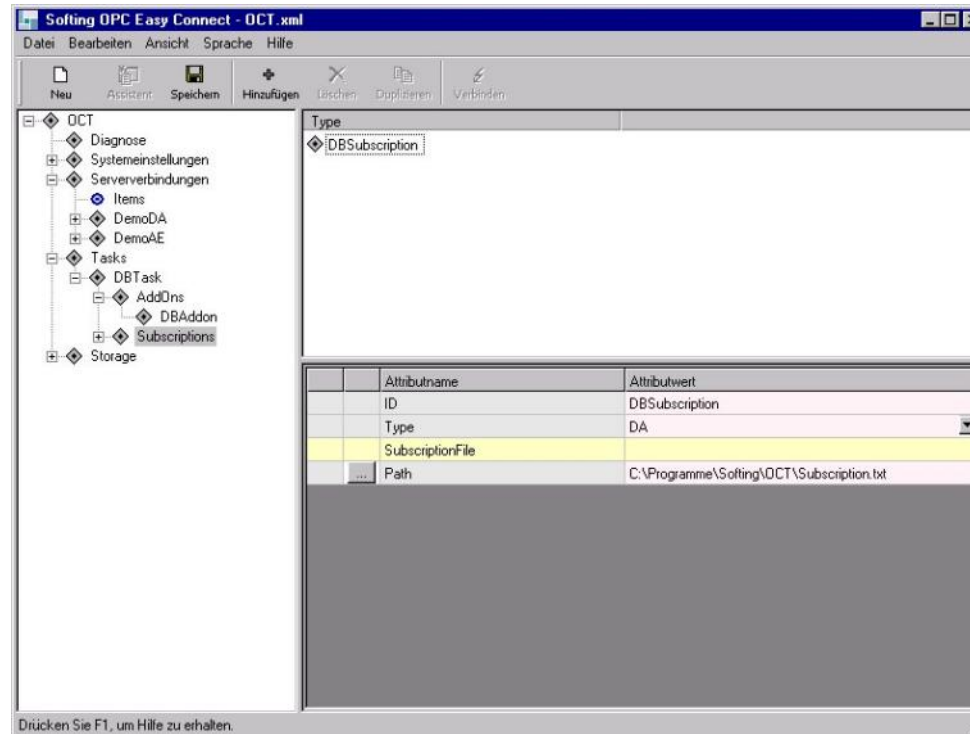 Softing OPC Easy Connect - OCT.xml
Datei Bearbeiten Ansicht Sprache Hilfe
Neu Assistent Speichern Hinzufügen Löschen Duplizieren Verbinden
OCT
Diagnose
Systemeinstellungen
Serververbindungen
Items
DemoDA
DemoAE
Tasks
DBTask
AddOns
DBAddon
Subscriptions
Storage
Type
DBSubscription
Attributname Attributwert
ID DBSubscription
Type DA
SubscriptionFile
... Path C:\Programme\Softing\OCT\Subscription.txt
Drücken Sie F1, um Hilfe zu erhalten.